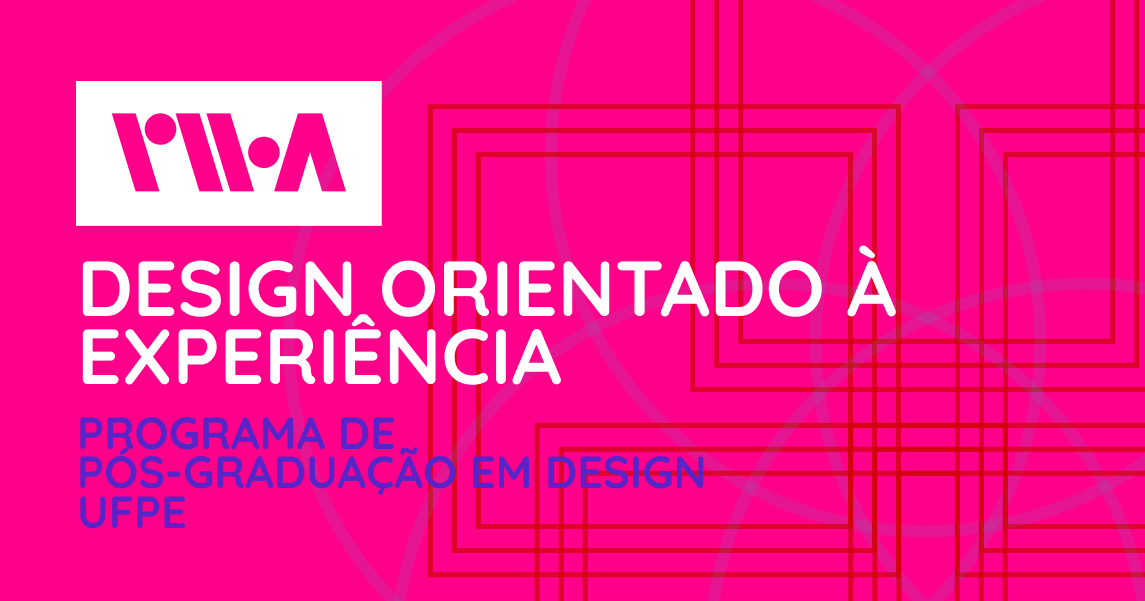 DESIGN ORIENTADO À
EXPERIÊNCIA
PROGRAMA DE
PÓS-GRADUAÇÃO EM DESIGN
UFPE